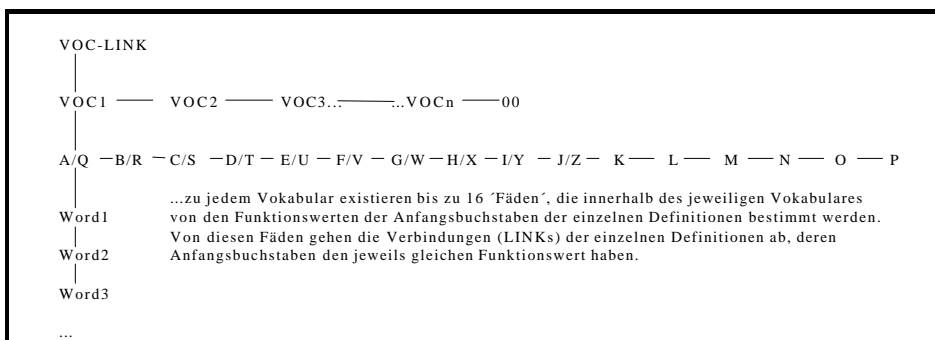 VOC-LINK
VOC1 VOC2 VOC3... ...VOCn 00
A/Q B/R C/S D/T E/U F/V G/W H/X I/Y J/Z K L M N O P
...zu jedem Vokabular existieren bis zu 16 ´Fäden´, die innerhalb des jeweiligen Vokabulares
Word1 von den Funktionswerten der Anfangsbuchstaben der einzelnen Definitionen bestimmt werden.
Von diesen Fäden gehen die Verbindungen (LINKs) der einzelnen Definitionen ab, deren
Word2 Anfangsbuchstaben den jeweils gleichen Funktionswert haben.
Word3
...